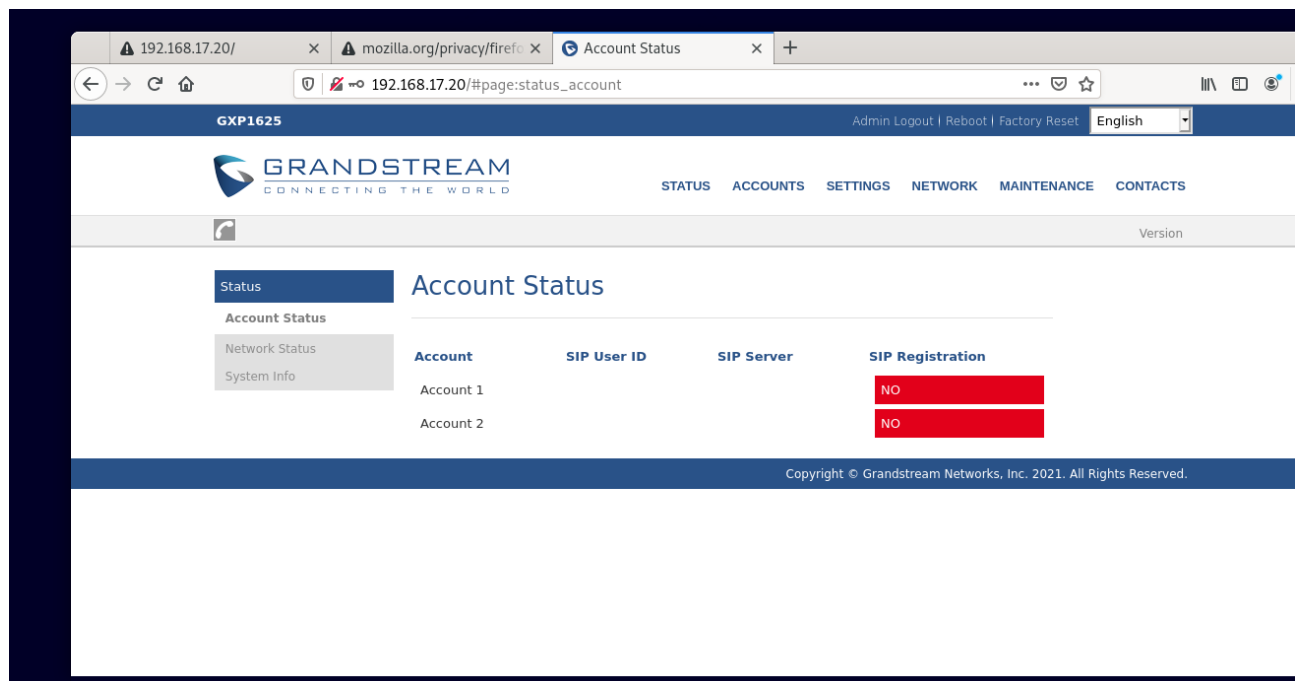 192.168.17.20/ mozilla.org/privacy/firefo Account Status
192.168.17.20/#page:status_account
GXP1625 Admin Logout | Reboot | Factory Reset English
GRANDSTREAM
CONNECTING THE WORLD
STATUS ACCOUNTS SETTINGS NETWORK MAINTENANCE CONTACTS
Version
Status
Account Status
Network Status
System Info
Account Status
Account SIP User ID SIP Server SIP Registration
Account 1 NO
Account 2 NO
Copyright © Grandstream Networks, Inc. 2021. All Rights Reserved.